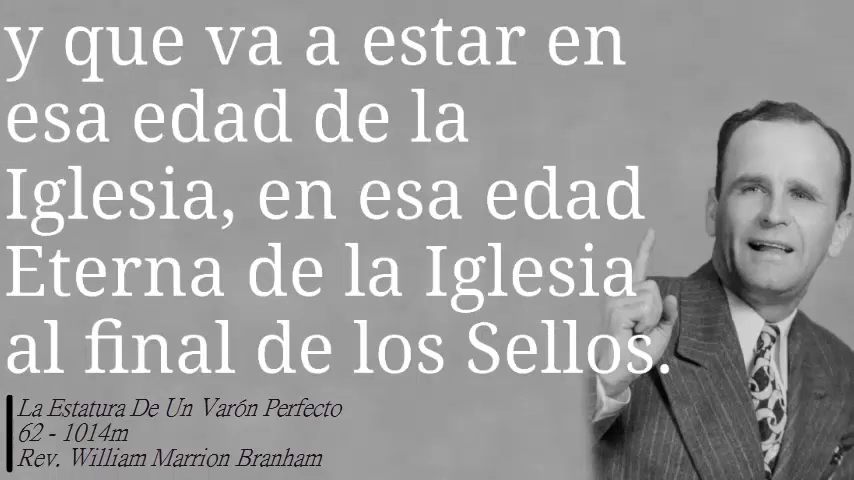 y que va a estar en
esa edad de la
Iglesia, en esa edad
Eterna de la Iglesia
al final de los Sellos.
La Estatura De Un Varón Perfecto
62 - 1014m
Rev. William Marrion Branham